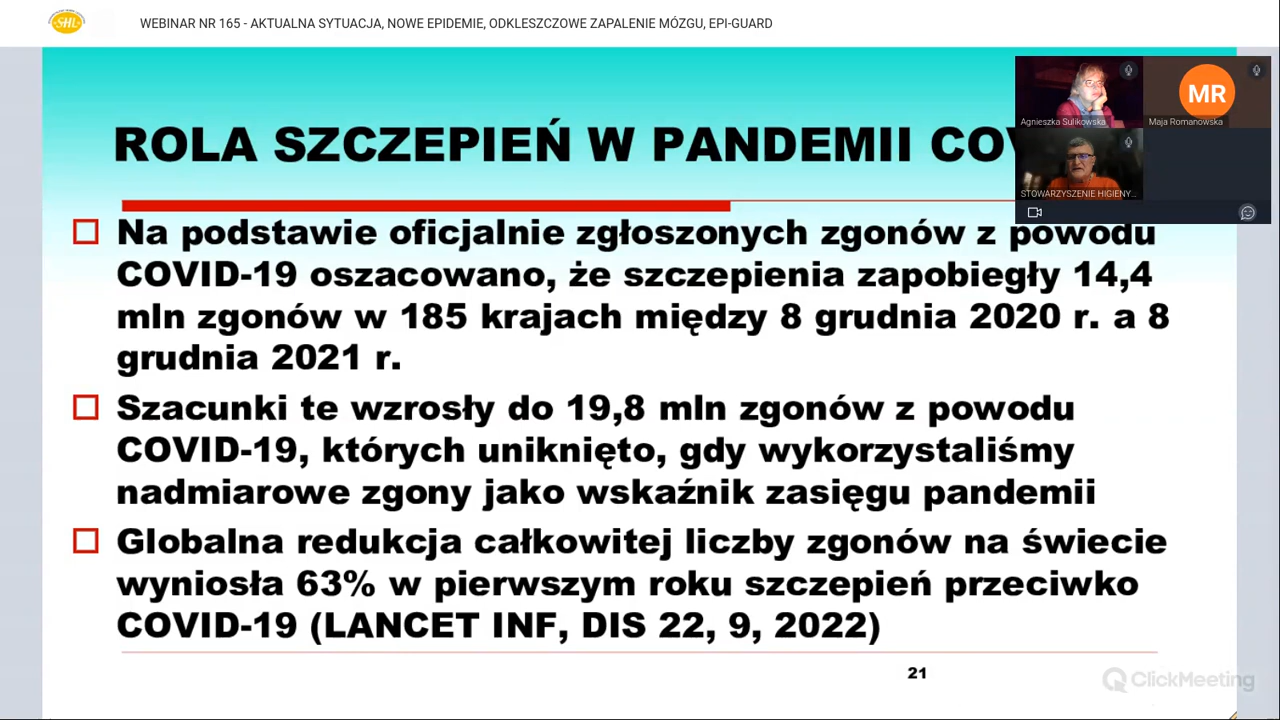 SHL
WEBINAR NR 165 - AKTUALNA SYTUACJA, NOWE EPIDEMIE, ODKLESZCZOWE ZAPALENIE MÓZGU, EPI-GUARD
ROLA SZCZEPIEŃ W PANDEMII COV
MR
Agnieszka Sulikowska
Maja Romanowska
STOWARZYSZENIE HIGIENY...
Na podstawie oficjalnie zgłoszonych zgonów z powodu
COVID-19 oszacowano, że szczepienia zapobiegły 14,4
mln zgonów w 185 krajach między 8 grudnia 2020 r. a 8
grudnia 2021 r.
Szacunki te wzrosły do 19,8 mln zgonów z powodu
COVID-19, których uniknięto, gdy wykorzystaliśmy
nadmiarowe zgony jako wskaźnik zasięgu pandemii
Globalna redukcja całkowitej liczby zgonów na świecie
wyniosła 63% w pierwszym roku szczepień przeciwko
COVID-19 (LANCET INF, DIS 22, 9, 2022)
21
ClickMeeting